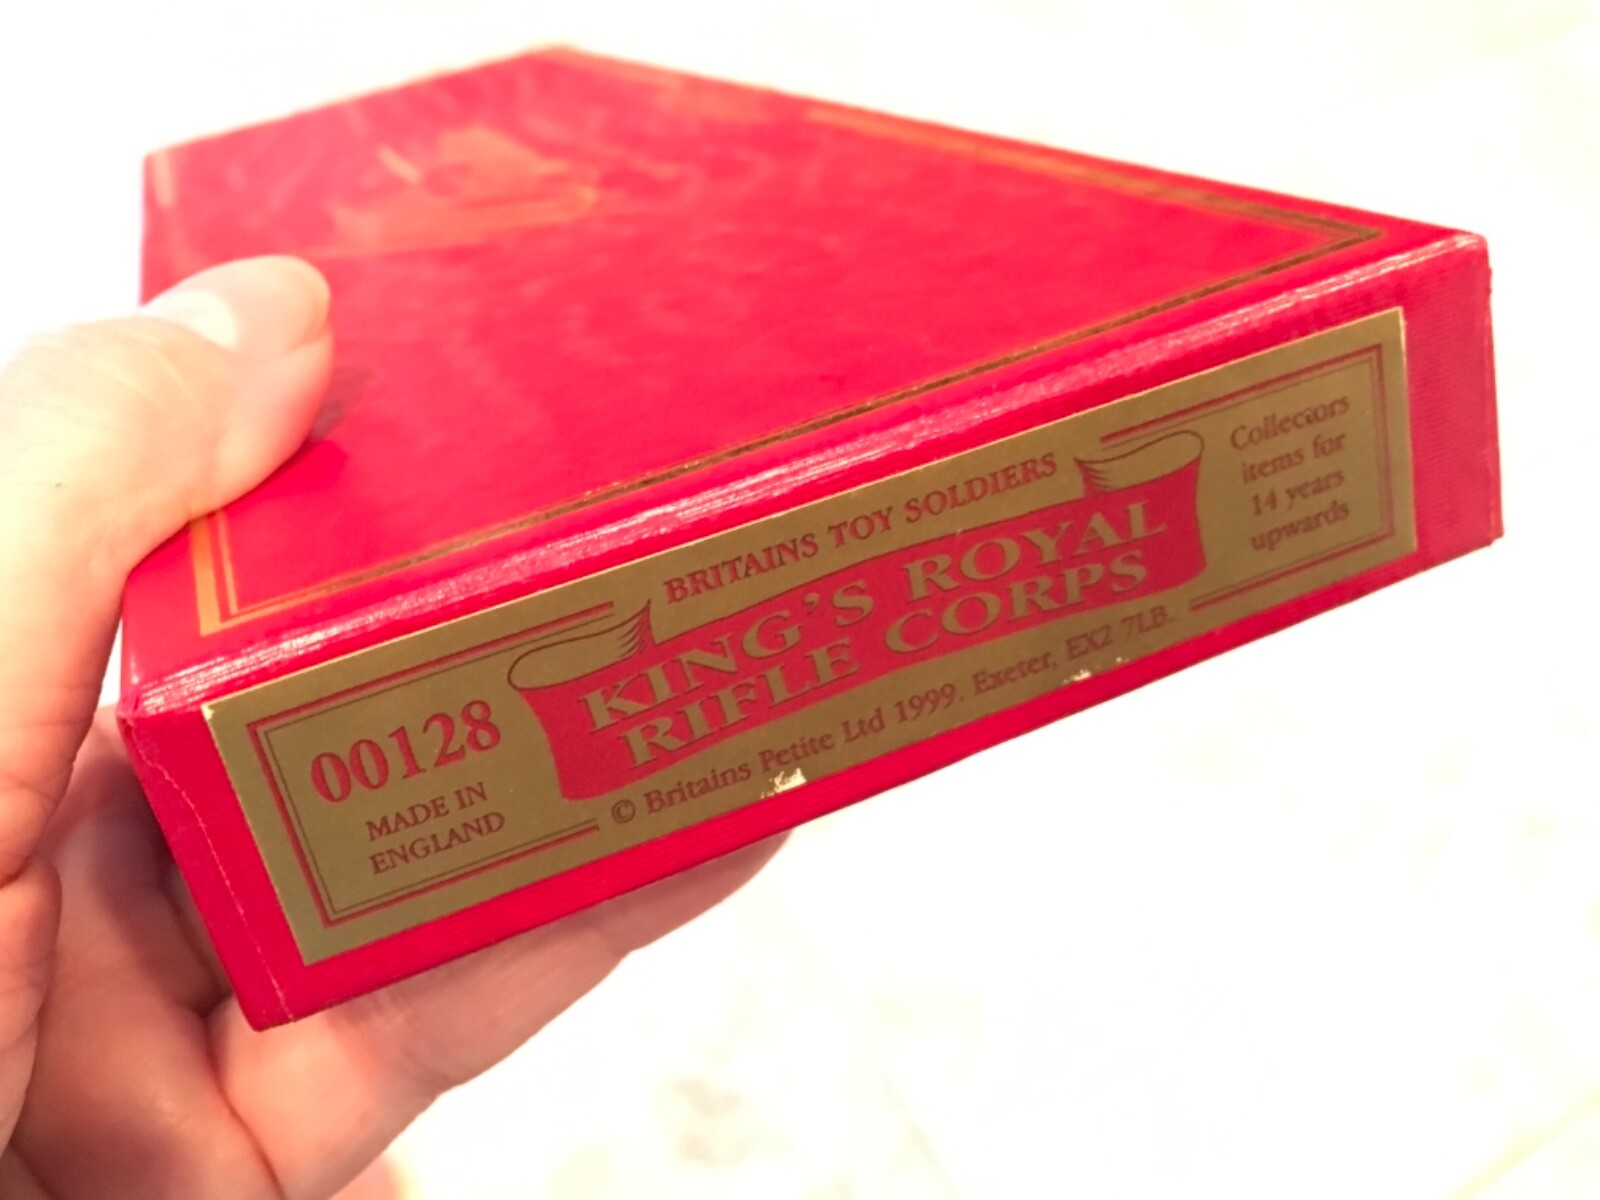 BRITAINS TOY SOLDIERS
KING'S ROYAL
RIFLE CORPS
© Britains Petite Ltd 1999. Exeter, EX2 7LB.
00128
MADE IN
ENGLAND
Collectors
items for
14 years
upwards